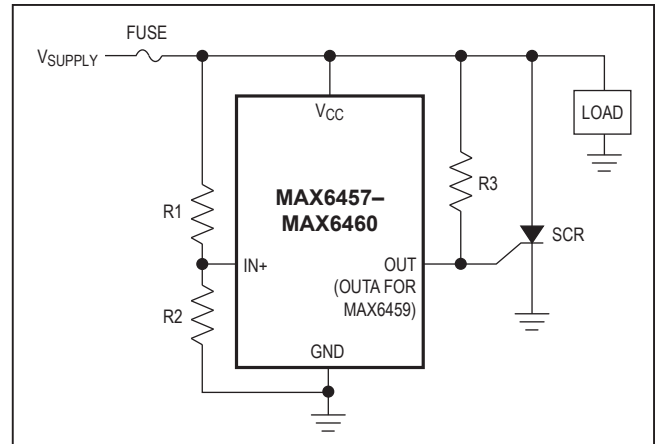 FUSE
VSUPPLY
VCC
LOAD
R3
MAX6457–
MAX6460
R1
SCR
IN+
OUT
(OUTA FOR
MAX6459)
R2
GND